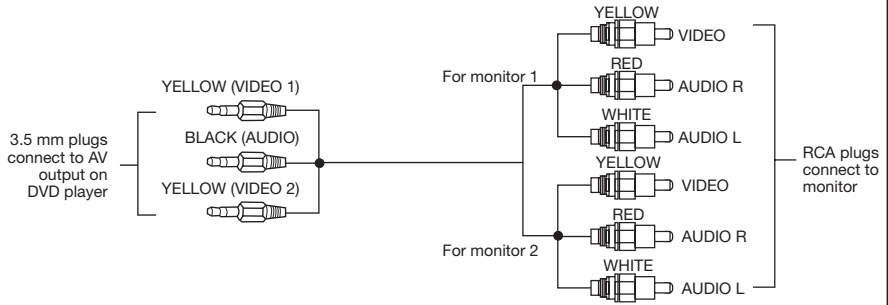 3.5 mm plugs
connect to AV
output on
DVD player
YELLOW (VIDEO 1)
BLACK (AUDIO)
YELLOW (VIDEO 2)
For monitor 1
YELLOW
VIDEO
RED
AUDIO R
WHITE
AUDIO L
For monitor 2
YELLOW
VIDEO
RED
AUDIO R
WHITE
AUDIO L
RCA plugs
connect to
monitor